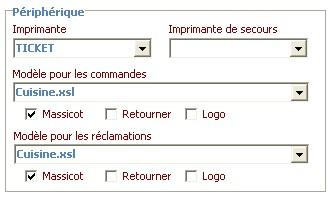 Périphérique
Imprimante Imprimante de secours
TICKET
Modèle pour les commandes
Cuisine.xsl
Massicot Retourner Logo
Modèle pour les réclamations
Cuisine.xsl
Massicot Retourner Logo